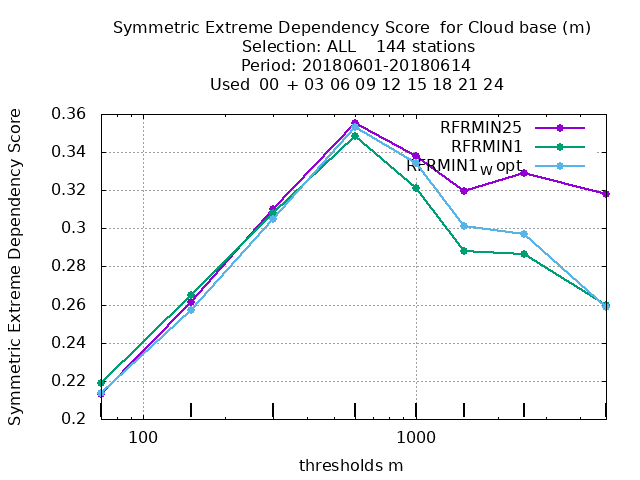 Symmetric Extreme Dependency Score  for Cloud base (m)
Selection: ALL    144 stations
Period: 20180601-20180614
Used  00 + 03 06 09 12 15 18 21 24
Symmetric Extreme Dependency Score
0.36
0.34
0.32
0.3
0.28
0.26
0.24
0.22
0.2
RFRMIN25
RFRMIN1
RFRMIN1w opt
100
1000
thresholds m